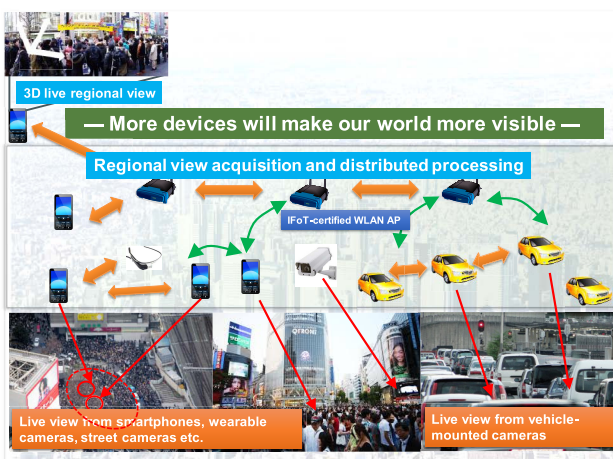 3D live regional view
— More devices will make our world more visible —
Regional view acquisition and distributed processing
IFoT-certified WLAN AP
QFRONT
Live view from smartphones, wearable
cameras, street cameras etc.
Live view from vehicle-
mounted cameras